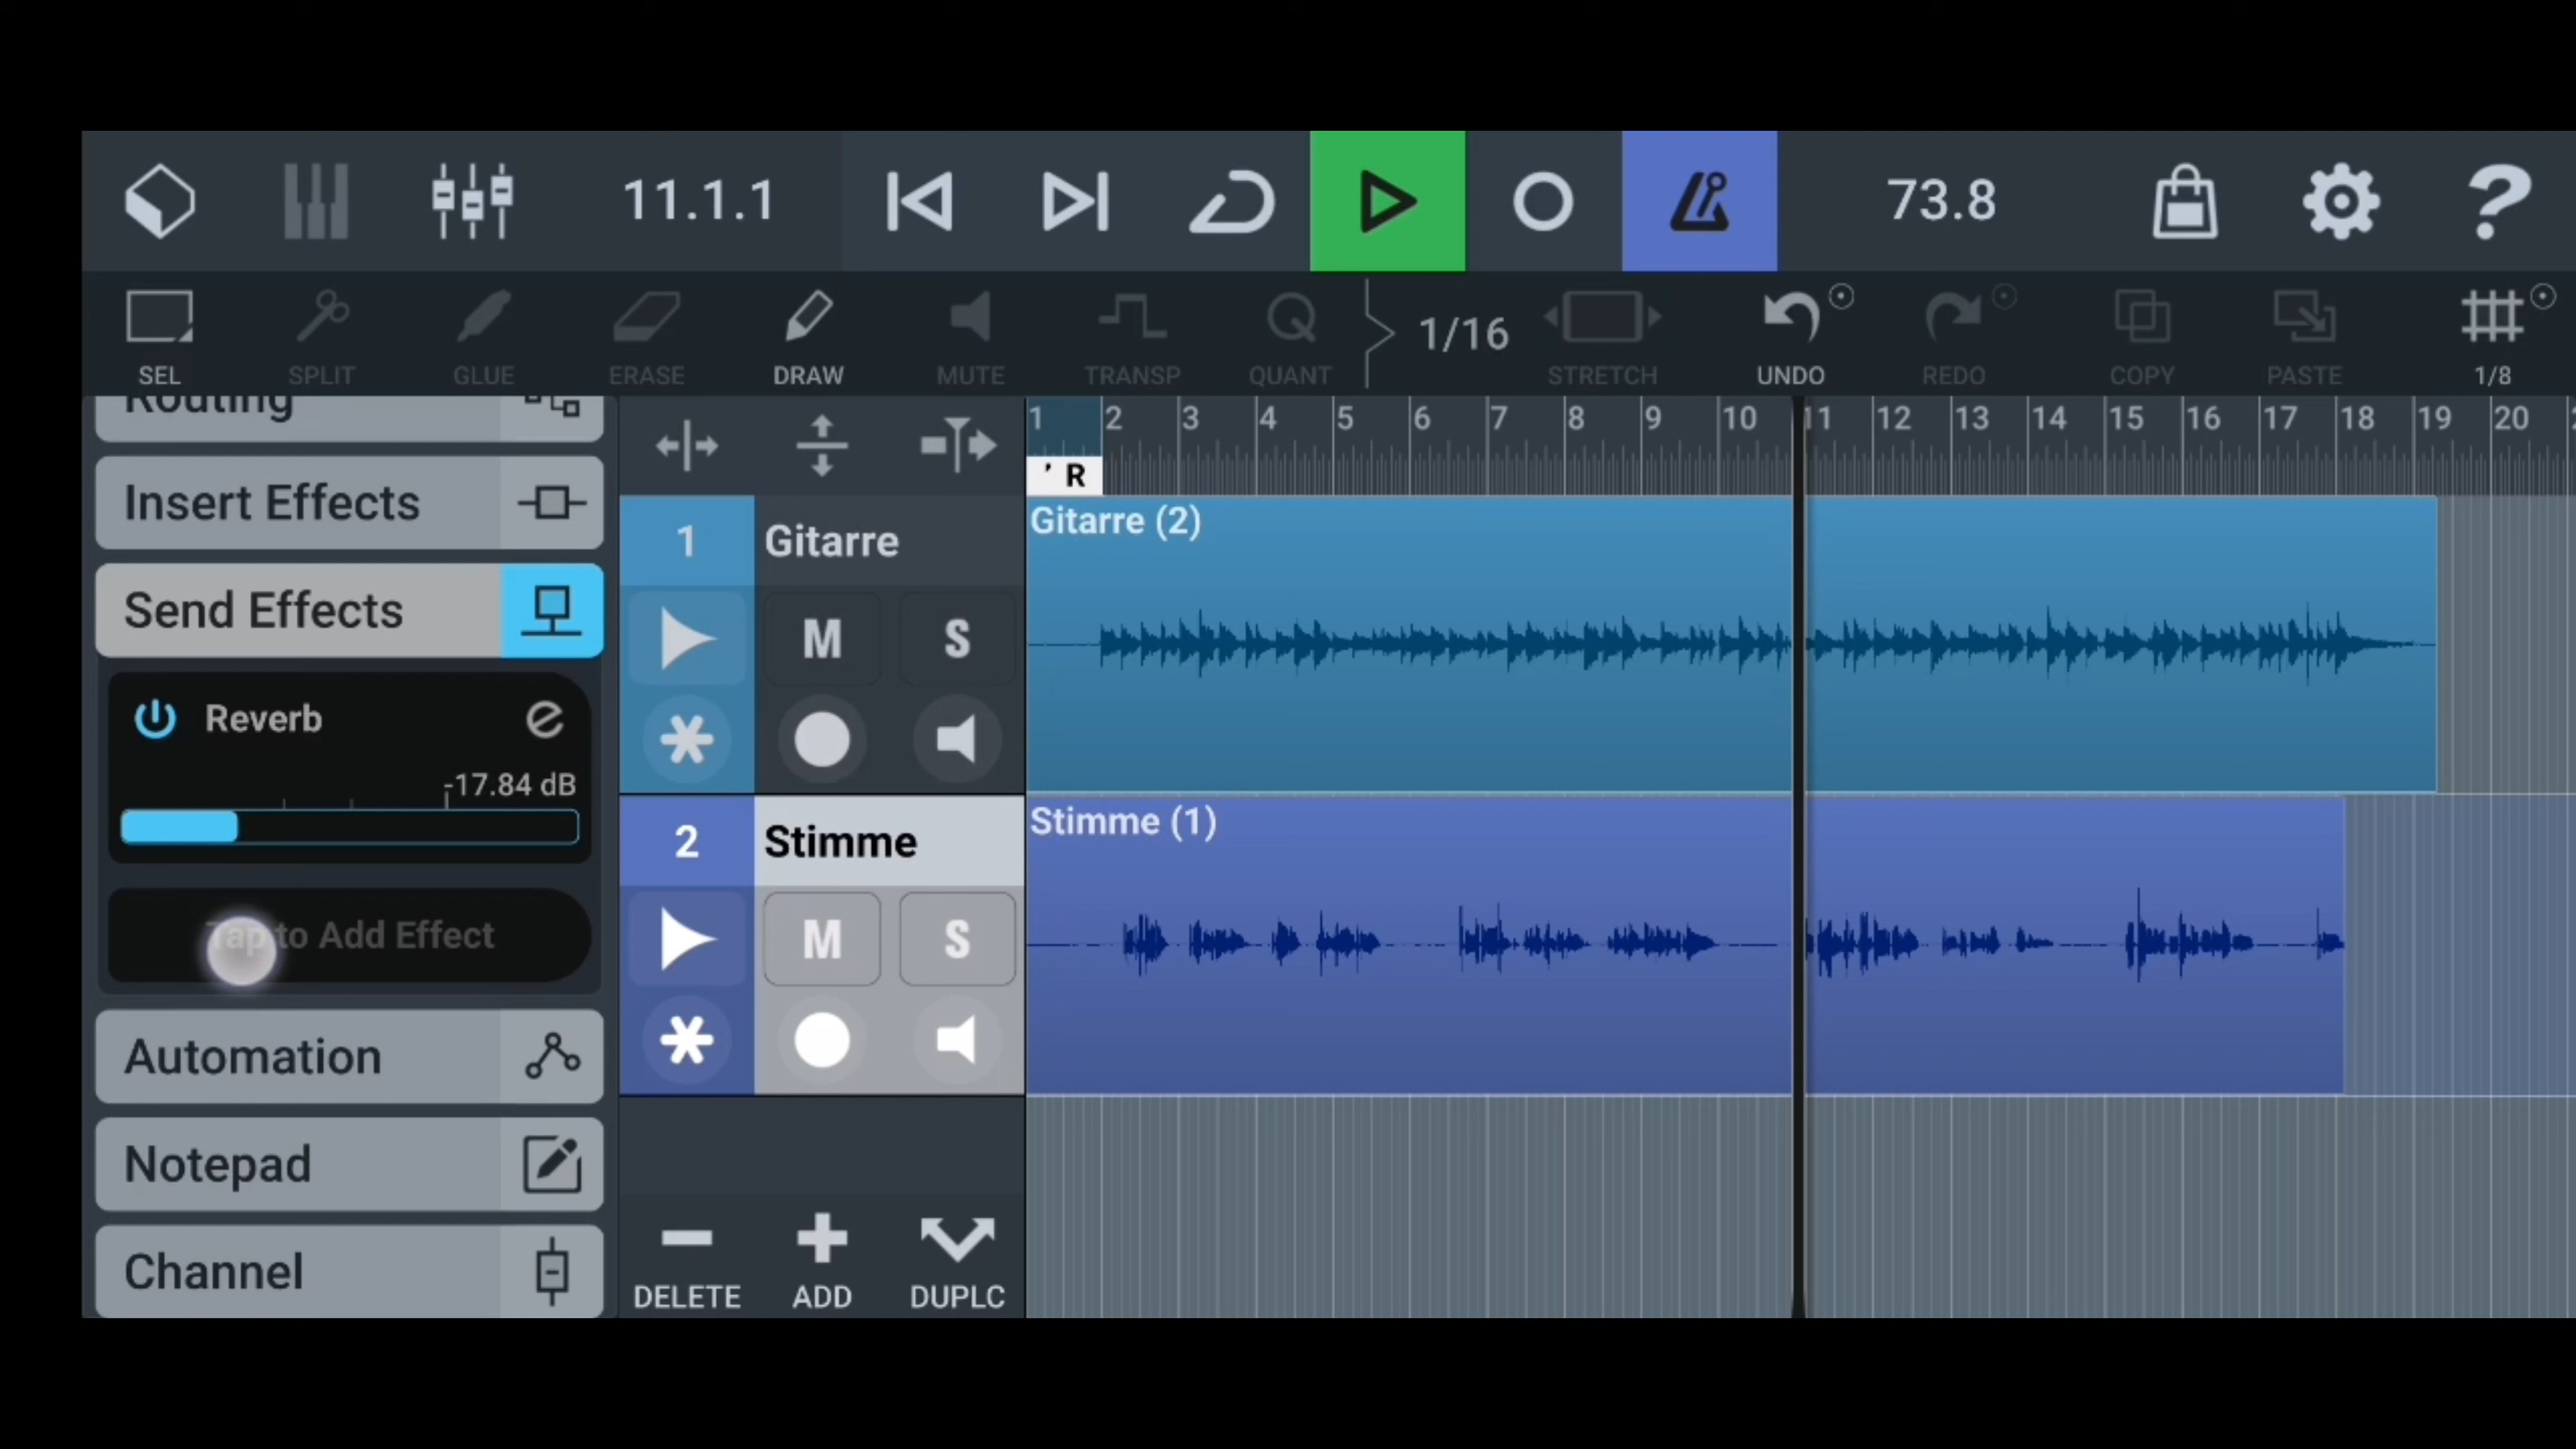 11.1.1
73.8
SEL
SPLIT
GLUE
ERASE
DRAW
MUTE
TRANSP
QUANT
1/16
STRETCH
UNDO
REDO
COPY
PASTE
1/8
Routing
Insert Effects
Send Effects
Reverb
-17.84 dB
Tap to Add Effect
Automation
Notepad
Channel
1 2 3 4 5 6 7 8 9 10 11 12 13 14 15 16 17 18 19 20
R
1 Gitarre
M S
2 Stimme
M S
DELETE
ADD
DUPLC
Gitarre (2)
Stimme (1)